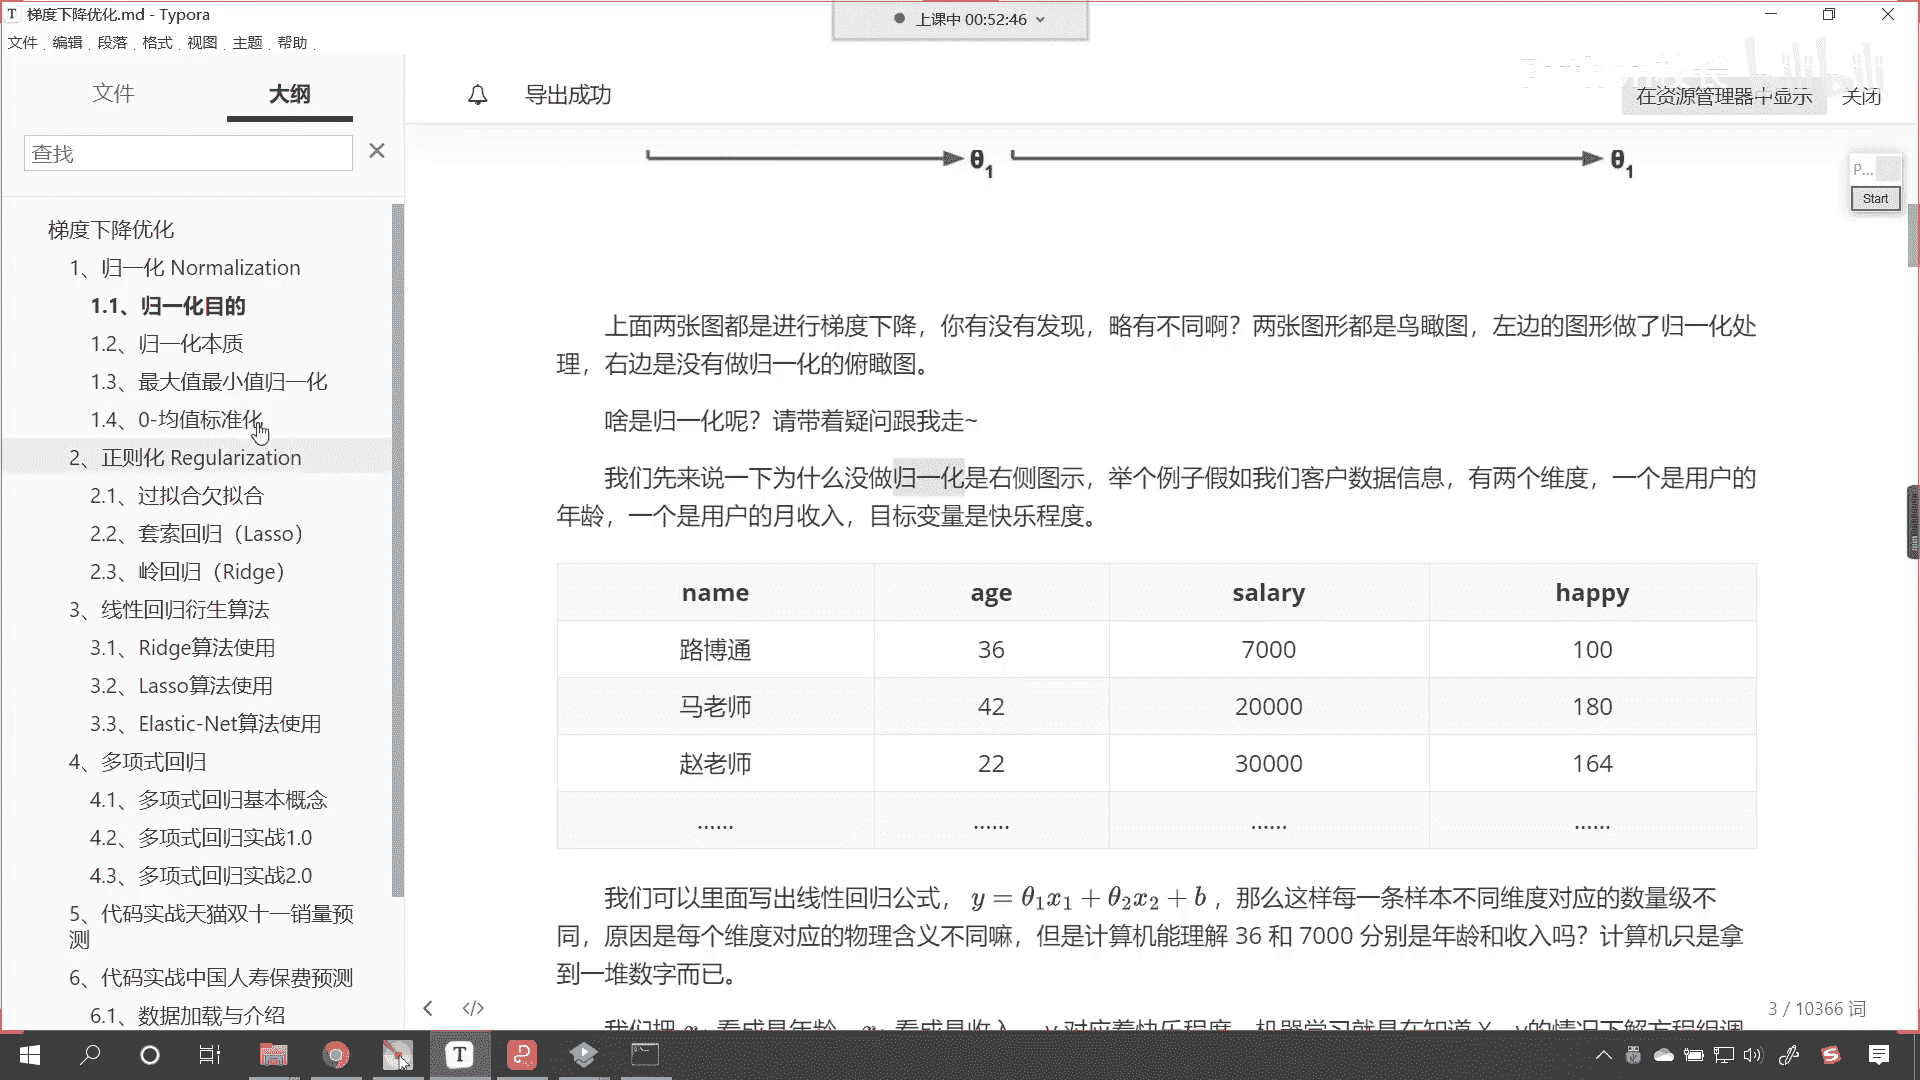 梯度下降优化.md - Typora
上课中 00:52:46
文件 编辑 段落 格式 视图 主题 帮助
文件 大纲
导出成功
在资源管理器中显示 关闭
查找
P...
Start
梯度下降优化
1、归一化 Normalization
1.1、归一化目的
1.2、归一化本质
1.3、最大值最小值归一化
1.4、0-均值标准化
2、正则化 Regularization
2.1、过拟合欠拟合
2.2、套索回归（Lasso）
2.3、岭回归（Ridge）
3、线性回归衍生算法
3.1、Ridge算法使用
3.2、Lasso算法使用
3.3、Elastic-Net算法使用
4、多项式回归
4.1、多项式回归基本概念
4.2、多项式回归实战1.0
4.3、多项式回归实战2.0
5、代码实战天猫双十一销量预
测
6、代码实战中国人寿保费预测
6.1、数据加载与介绍
θ1 θ1
上面两张图都是进行梯度下降，你有没有发现，略有不同啊？两张图形都是鸟瞰图，左边的图形做了归一化处
理，右边是没有做归一化的俯瞰图。
啥是归一化呢？请带着疑问跟我走~
我们先来说一下为什么没做归一化是右侧图示，举个例子假如我们客户数据信息，有两个维度，一个是用户的
年龄，一个是用户的月收入，目标变量是快乐程度。
name age salary happy
路博通 36 7000 100
马老师 42 20000 180
赵老师 22 30000 164
...... ...... ...... ......
我们可以里面写出线性回归公式， y = θ1x1 + θ2x2 + b ，那么这样每一条样本不同维度对应的数量级不
同，原因是每个维度对应的物理含义不同嘛，但是计算机能理解 36 和 7000 分别是年龄和收入吗？计算机只是拿
到一堆数字而已。
3 / 10366 词